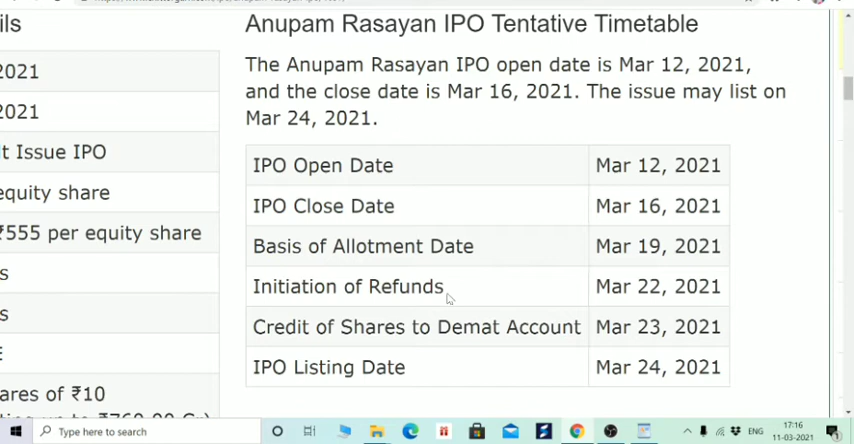 ils
Anupam Rasayan IPO Tentative Timetable
2021
The Anupam Rasayan IPO open date is Mar 12, 2021,
and the close date is Mar 16, 2021. The issue may list on
2021
Mar 24, 2021.
lt Issue IPO
IPO Open Date Mar 12, 2021
equity share
IPO Close Date Mar 16, 2021
₹555 per equity share
Basis of Allotment Date Mar 19, 2021
s
Initiation of Refunds Mar 22, 2021
s
Credit of Shares to Demat Account Mar 23, 2021
E
IPO Listing Date Mar 24, 2021
ares of ₹10
Type here to search
ENG
17:16
11-03-2021